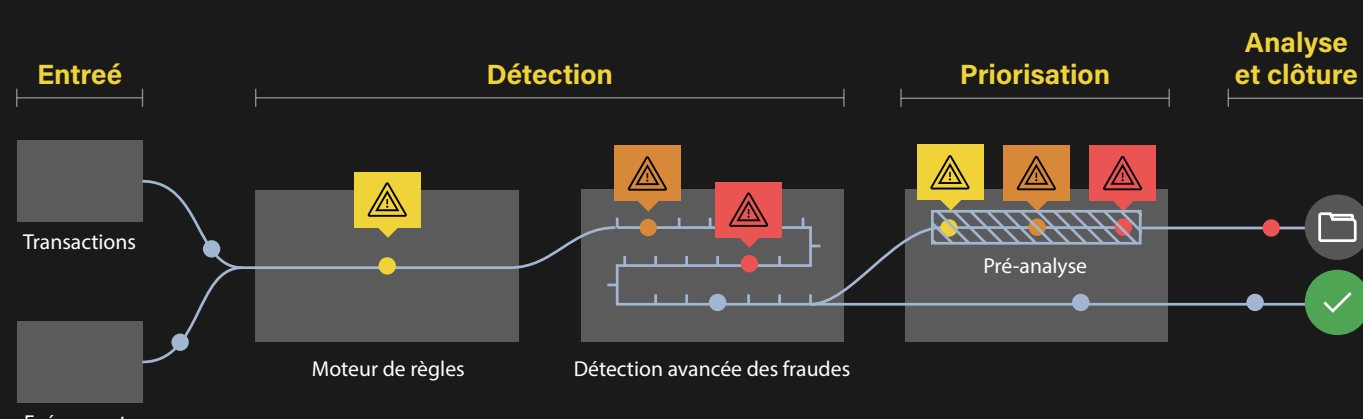 Entreé
Détection
Priorisation
Analyse
et clôture
Transactions
Pré-analyse
Moteur de règles
Détection avancée des fraudes